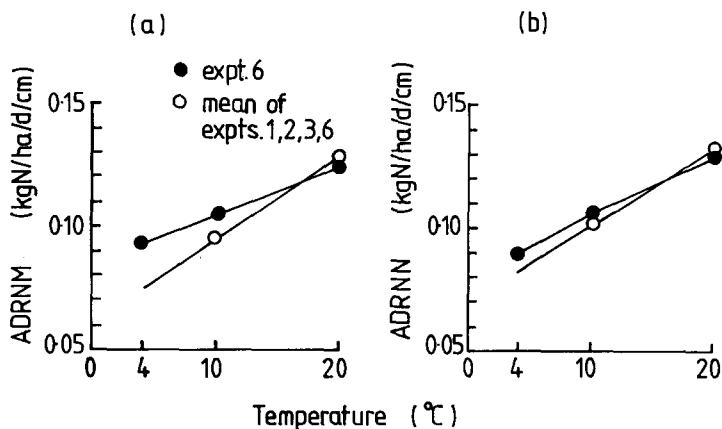 (a)
● expt.6
○ mean of
expts.1,2,3,6
ADRNM (kgN/ha/d/cm)
0·15
0·10
0·05
0 4 10 20
(b)
ADRNN (kgN/ha/d/cm)
0·15
0·10
0·05
0 4 10 20
Temperature (°C)